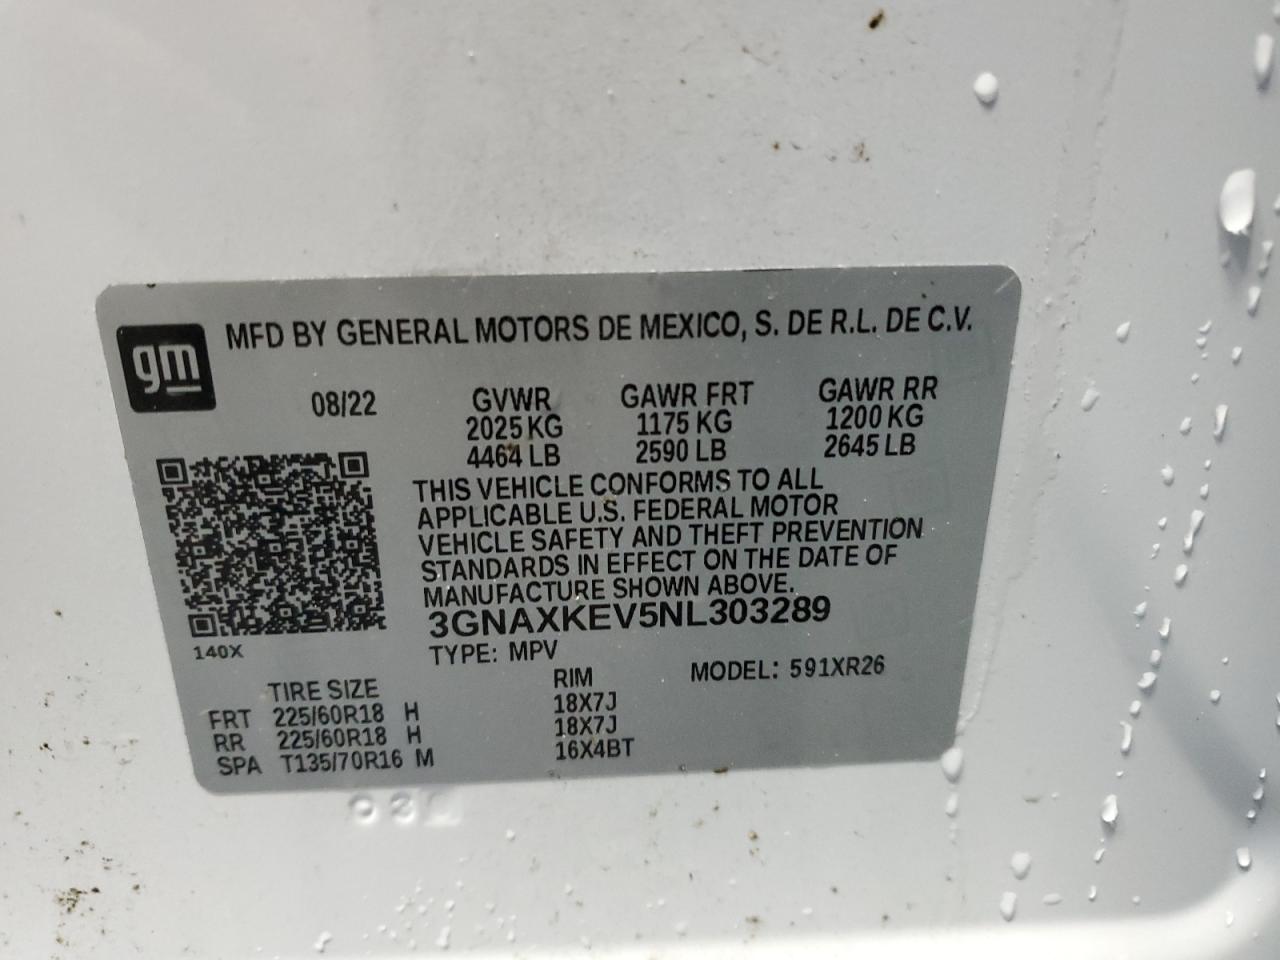 gm
MFD BY GENERAL MOTORS DE MEXICO, S. DE R.L. DE C.V.
08/22 GVWR GAWR FRT GAWR RR
2025 KG 1175 KG 1200 KG
4464 LB 2590 LB 2645 LB
THIS VEHICLE CONFORMS TO ALL
APPLICABLE U.S. FEDERAL MOTOR
VEHICLE SAFETY AND THEFT PREVENTION
STANDARDS IN EFFECT ON THE DATE OF
MANUFACTURE SHOWN ABOVE.
3GNAXKEV5NL303289
140X
TYPE: MPV
MODEL: 591XR26
TIRE SIZE RIM
FRT 225/60R18 H 18X7J
RR 225/60R18 H 18X7J
SPA T135/70R16 M 16X4BT